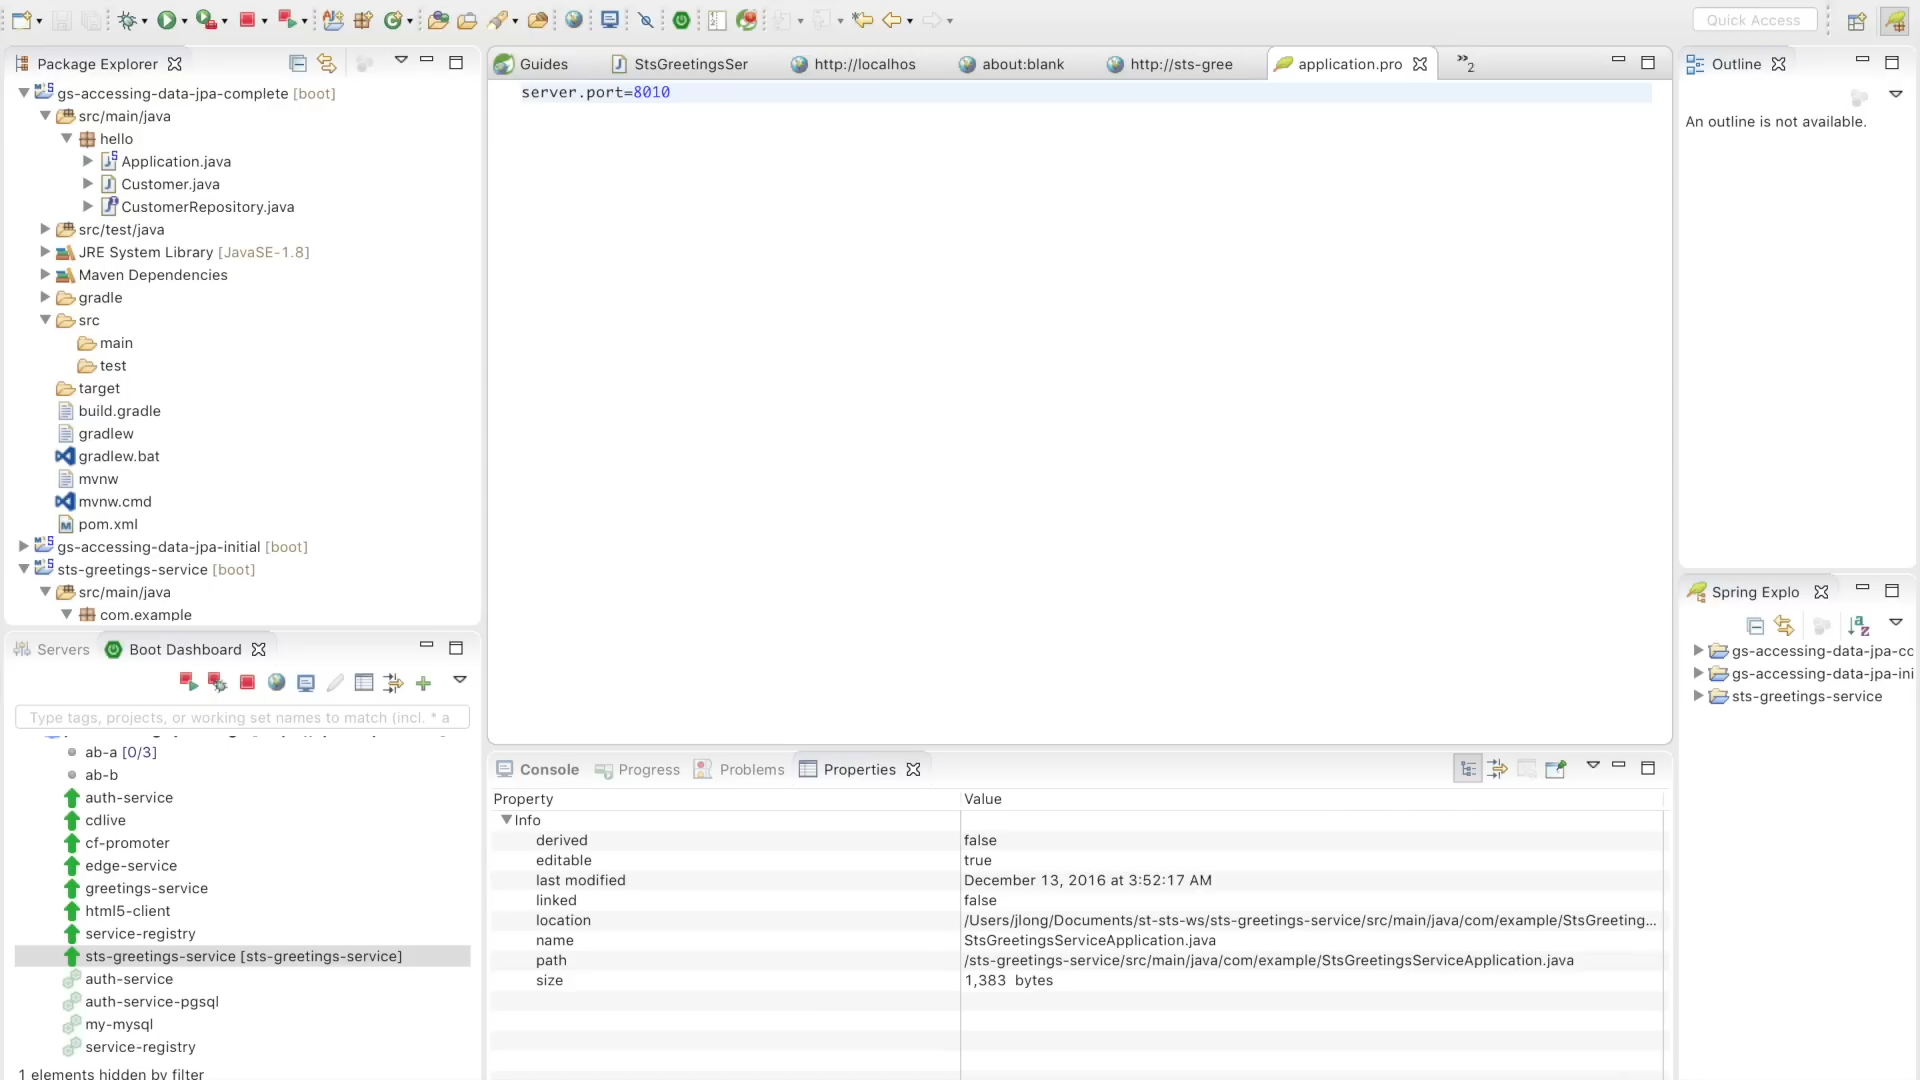 Quick Access
Package Explorer
gs-accessing-data-jpa-complete [boot]
src/main/java
hello
Application.java
Customer.java
CustomerRepository.java
src/test/java
JRE System Library [JavaSE-1.8]
Maven Dependencies
gradle
src
main
test
target
build.gradle
gradlew
gradlew.bat
mvnw
mvnw.cmd
pom.xml
gs-accessing-data-jpa-initial [boot]
sts-greetings-service [boot]
src/main/java
com.example
Servers
Boot Dashboard
Type tags, projects, or working set names to match (incl. * a
ab-a [0/3]
ab-b
auth-service
cdlive
cf-promoter
edge-service
greetings-service
html5-client
service-registry
sts-greetings-service [sts-greetings-service]
auth-service
auth-service-pgsql
my-mysql
service-registry
1 elements hidden by filter
Guides
StsGreetingsSer
http://localhos
about:blank
http://sts-gree
application.pro
»2
server.port=8010
Console
Progress
Problems
Properties
Property Value
Info
derived false
editable true
last modified December 13, 2016 at 3:52:17 AM
linked false
location /Users/jlong/Documents/st-sts-ws/sts-greetings-service/src/main/java/com/example/StsGreeting...
name StsGreetingsServiceApplication.java
path /sts-greetings-service/src/main/java/com/example/StsGreetingsServiceApplication.java
size 1,383 bytes
Outline
An outline is not available.
Spring Explo
gs-accessing-data-jpa-co
gs-accessing-data-jpa-ini
sts-greetings-service